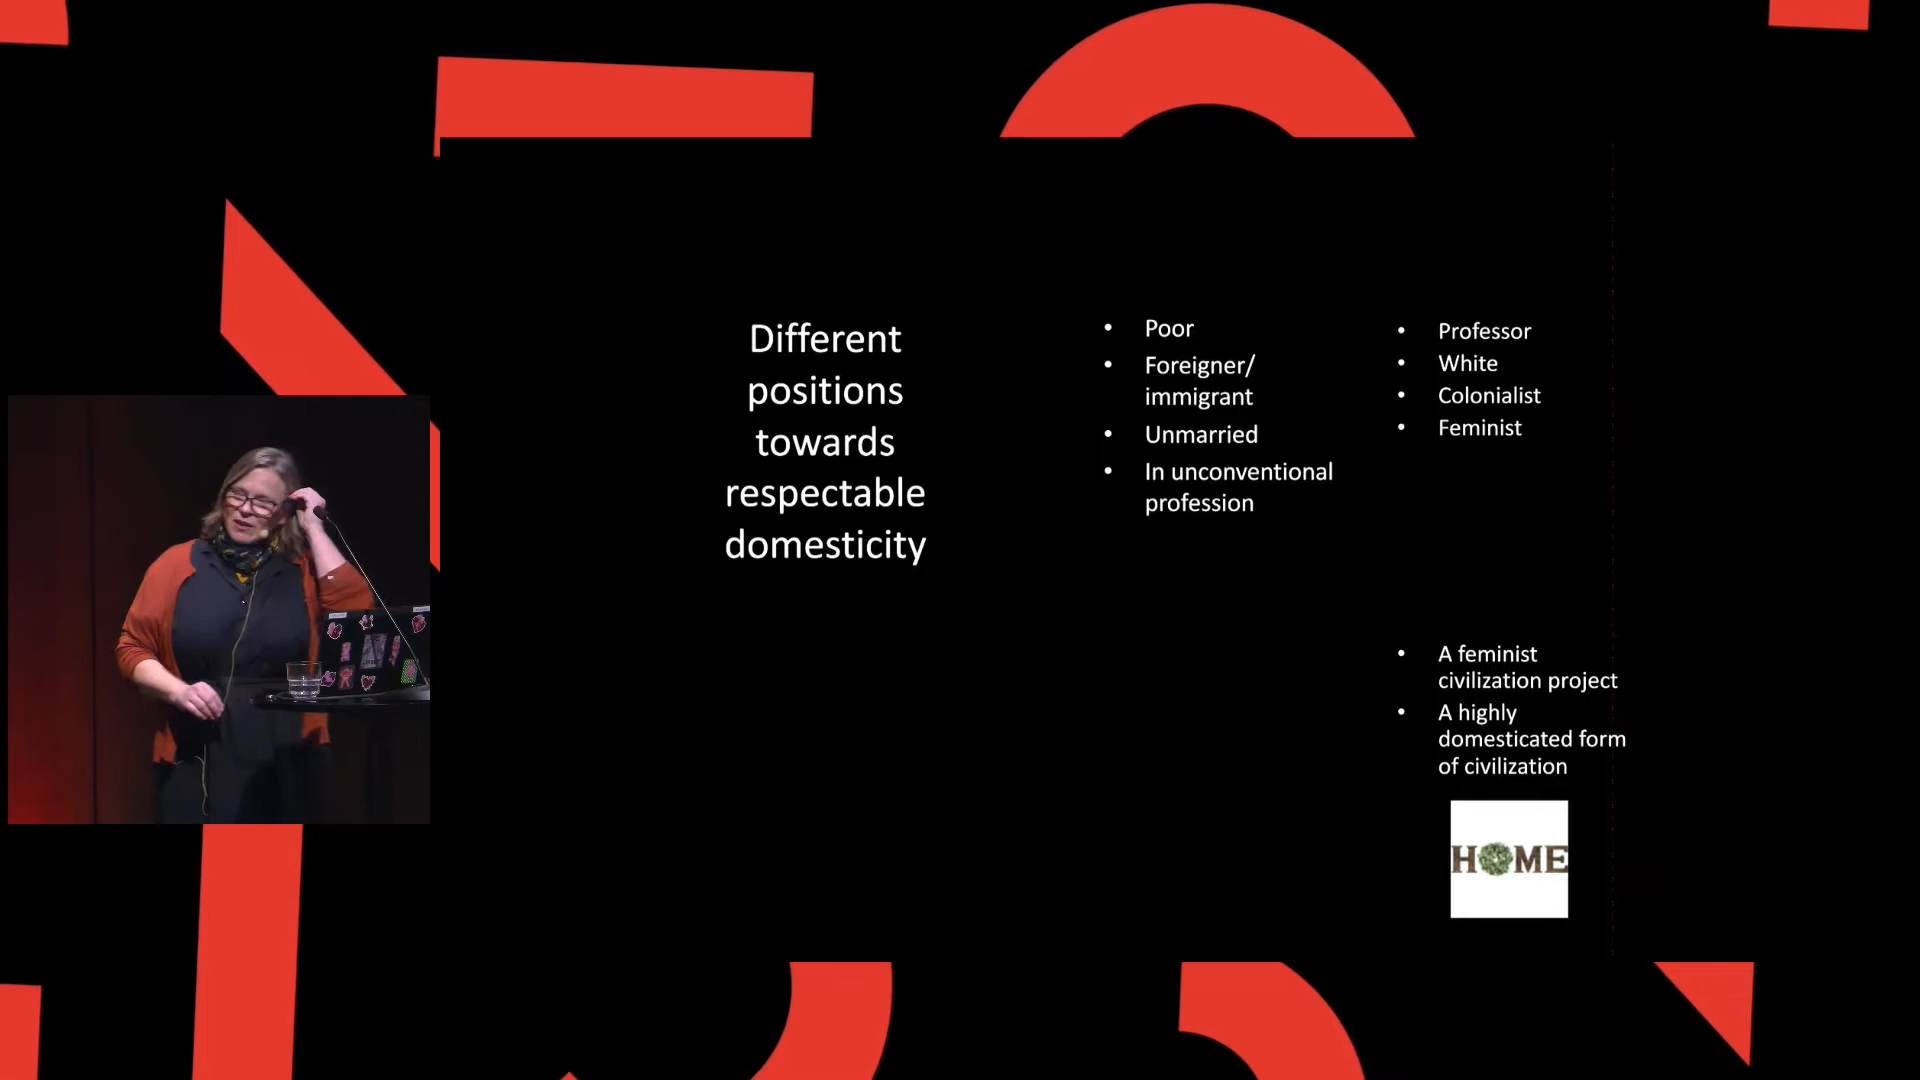 Different
positions
towards
respectable
domesticity
• Poor
• Foreigner/
immigrant
• Unmarried
• In unconventional
profession
• Professor
• White
• Colonialist
• Feminist
• A feminist
civilization project
• A highly
domesticated form
of civilization
HOME